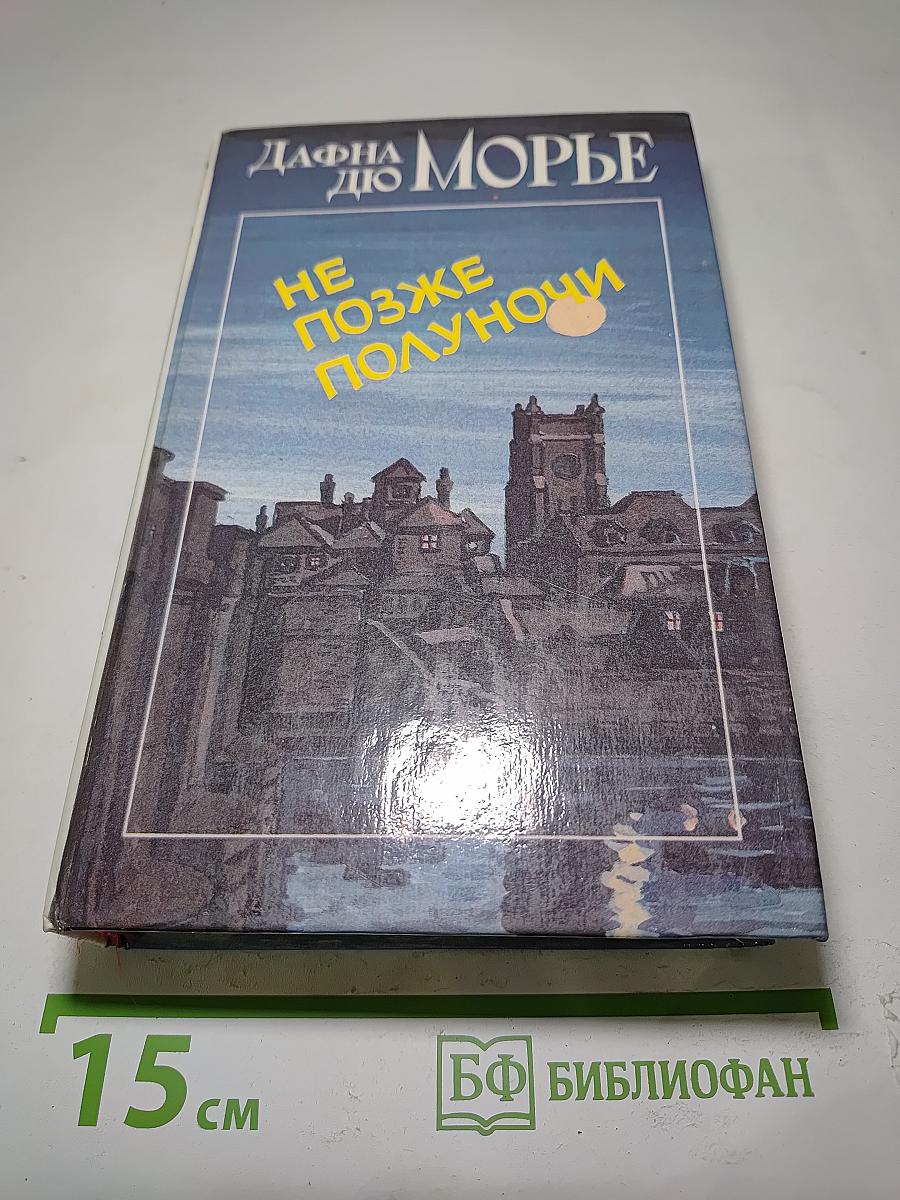 ДАФНА
ДЮ МОРЬЕ
НЕ
ПОЗЖЕ
ПОЛУНОЧИ
15 см
БФ БИБЛИОФАН